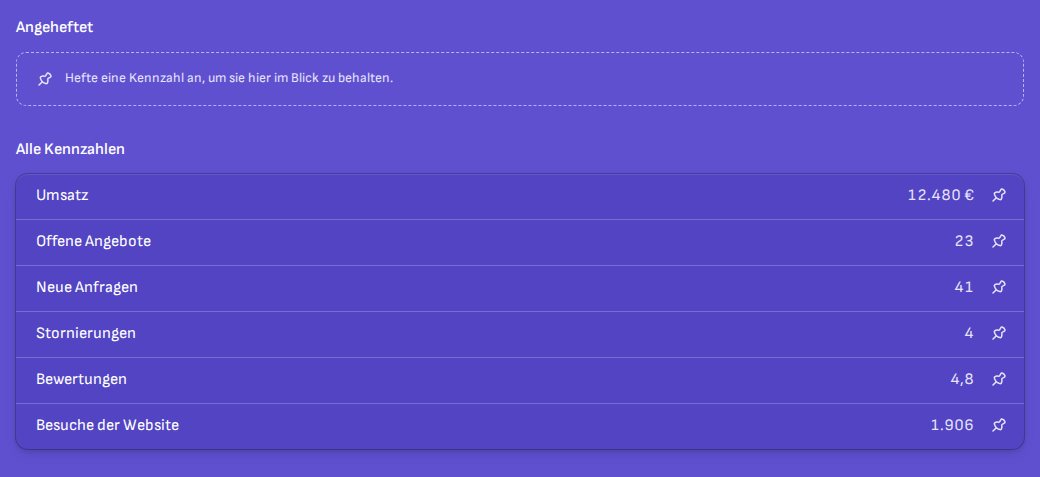 Angeheftet
Hefte eine Kennzahl an, um sie hier im Blick zu behalten.
Alle Kennzahlen
Umsatz 12.480 €
Offene Angebote 23
Neue Anfragen 41
Stornierungen 4
Bewertungen 4,8
Besuche der Website 1.906